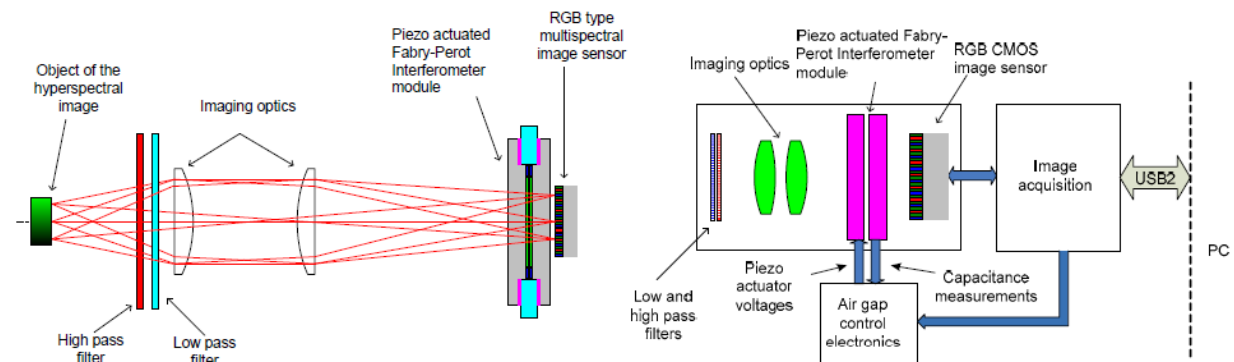 Object of the
hyperspectral
image
Imaging optics
Piezo actuated
Fabry-Perot
Interferometer
module
RGB type
multispectral
image sensor
High pass
filter
Low pass
filter
Imaging optics
Piezo actuated Fabry-
Perot Interferometer
module
RGB CMOS
image sensor
Image
acquisition
USB2
PC
Low and
high pass
filters
Piezo
actuator
voltages
Capacitance
measurements
Air gap
control
electronics